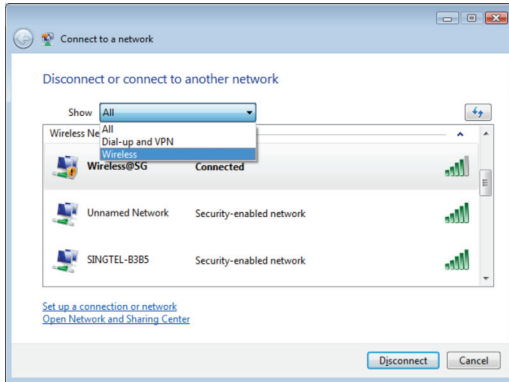 Connect to a network
Disconnect or connect to another network
Show All
All
Dial-up and VPN
Wireless
Wireless Ne
Wireless@SG Connected
Unnamed Network Security-enabled network
SINGTEL-B3B5 Security-enabled network
Set up a connection or network
Open Network and Sharing Center
Disconnect Cancel